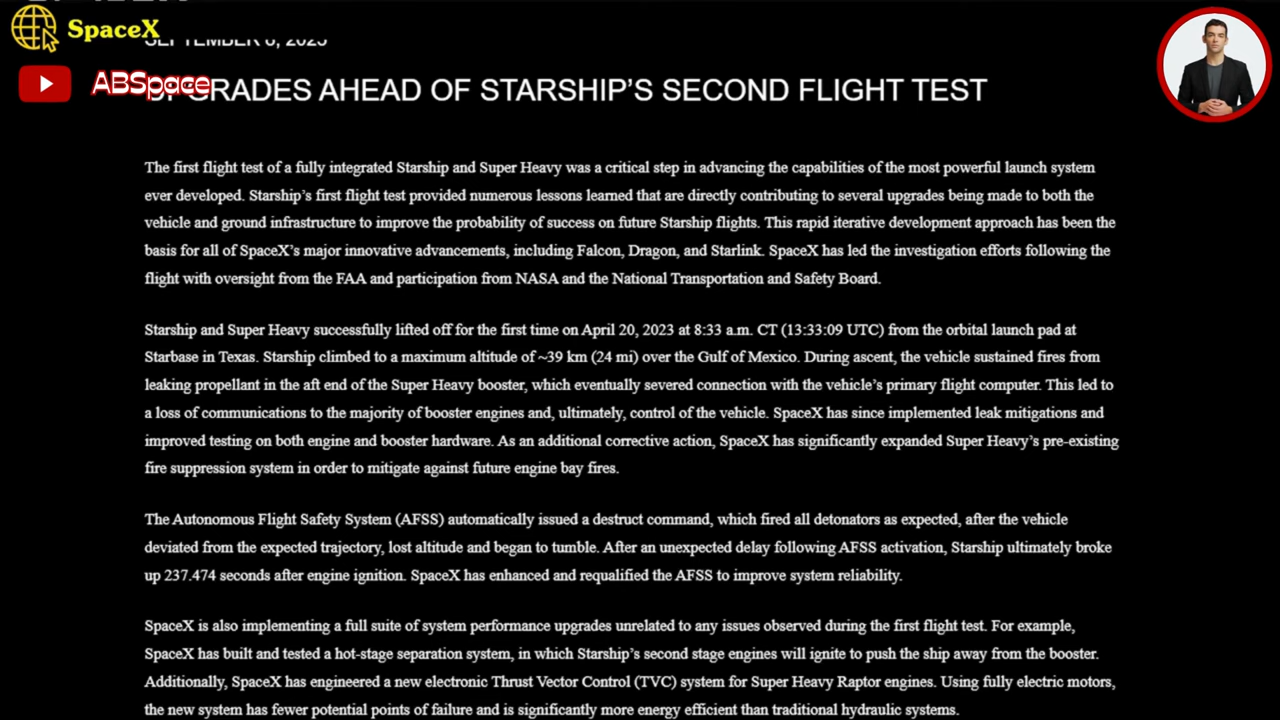 SpaceX
SEPTEMBER 8, 2023
ABSpace
UPGRADES AHEAD OF STARSHIP’S SECOND FLIGHT TEST
The first flight test of a fully integrated Starship and Super Heavy was a critical step in advancing the capabilities of the most powerful launch system
ever developed. Starship’s first flight test provided numerous lessons learned that are directly contributing to several upgrades being made to both the
vehicle and ground infrastructure to improve the probability of success on future Starship flights. This rapid iterative development approach has been the
basis for all of SpaceX’s major innovative advancements, including Falcon, Dragon, and Starlink. SpaceX has led the investigation efforts following the
flight with oversight from the FAA and participation from NASA and the National Transportation and Safety Board.
Starship and Super Heavy successfully lifted off for the first time on April 20, 2023 at 8:33 a.m. CT (13:33:09 UTC) from the orbital launch pad at
Starbase in Texas. Starship climbed to a maximum altitude of ~39 km (24 mi) over the Gulf of Mexico. During ascent, the vehicle sustained fires from
leaking propellant in the aft end of the Super Heavy booster, which eventually severed connection with the vehicle’s primary flight computer. This led to
a loss of communications to the majority of booster engines and, ultimately, control of the vehicle. SpaceX has since implemented leak mitigations and
improved testing on both engine and booster hardware. As an additional corrective action, SpaceX has significantly expanded Super Heavy’s pre-existing
fire suppression system in order to mitigate against future engine bay fires.
The Autonomous Flight Safety System (AFSS) automatically issued a destruct command, which fired all detonators as expected, after the vehicle
deviated from the expected trajectory, lost altitude and began to tumble. After an unexpected delay following AFSS activation, Starship ultimately broke
up 237.474 seconds after engine ignition. SpaceX has enhanced and requalified the AFSS to improve system reliability.
SpaceX is also implementing a full suite of system performance upgrades unrelated to any issues observed during the first flight test. For example,
SpaceX has built and tested a hot-stage separation system, in which Starship’s second stage engines will ignite to push the ship away from the booster.
Additionally, SpaceX has engineered a new electronic Thrust Vector Control (TVC) system for Super Heavy Raptor engines. Using fully electric motors,
the new system has fewer potential points of failure and is significantly more energy efficient than traditional hydraulic systems.